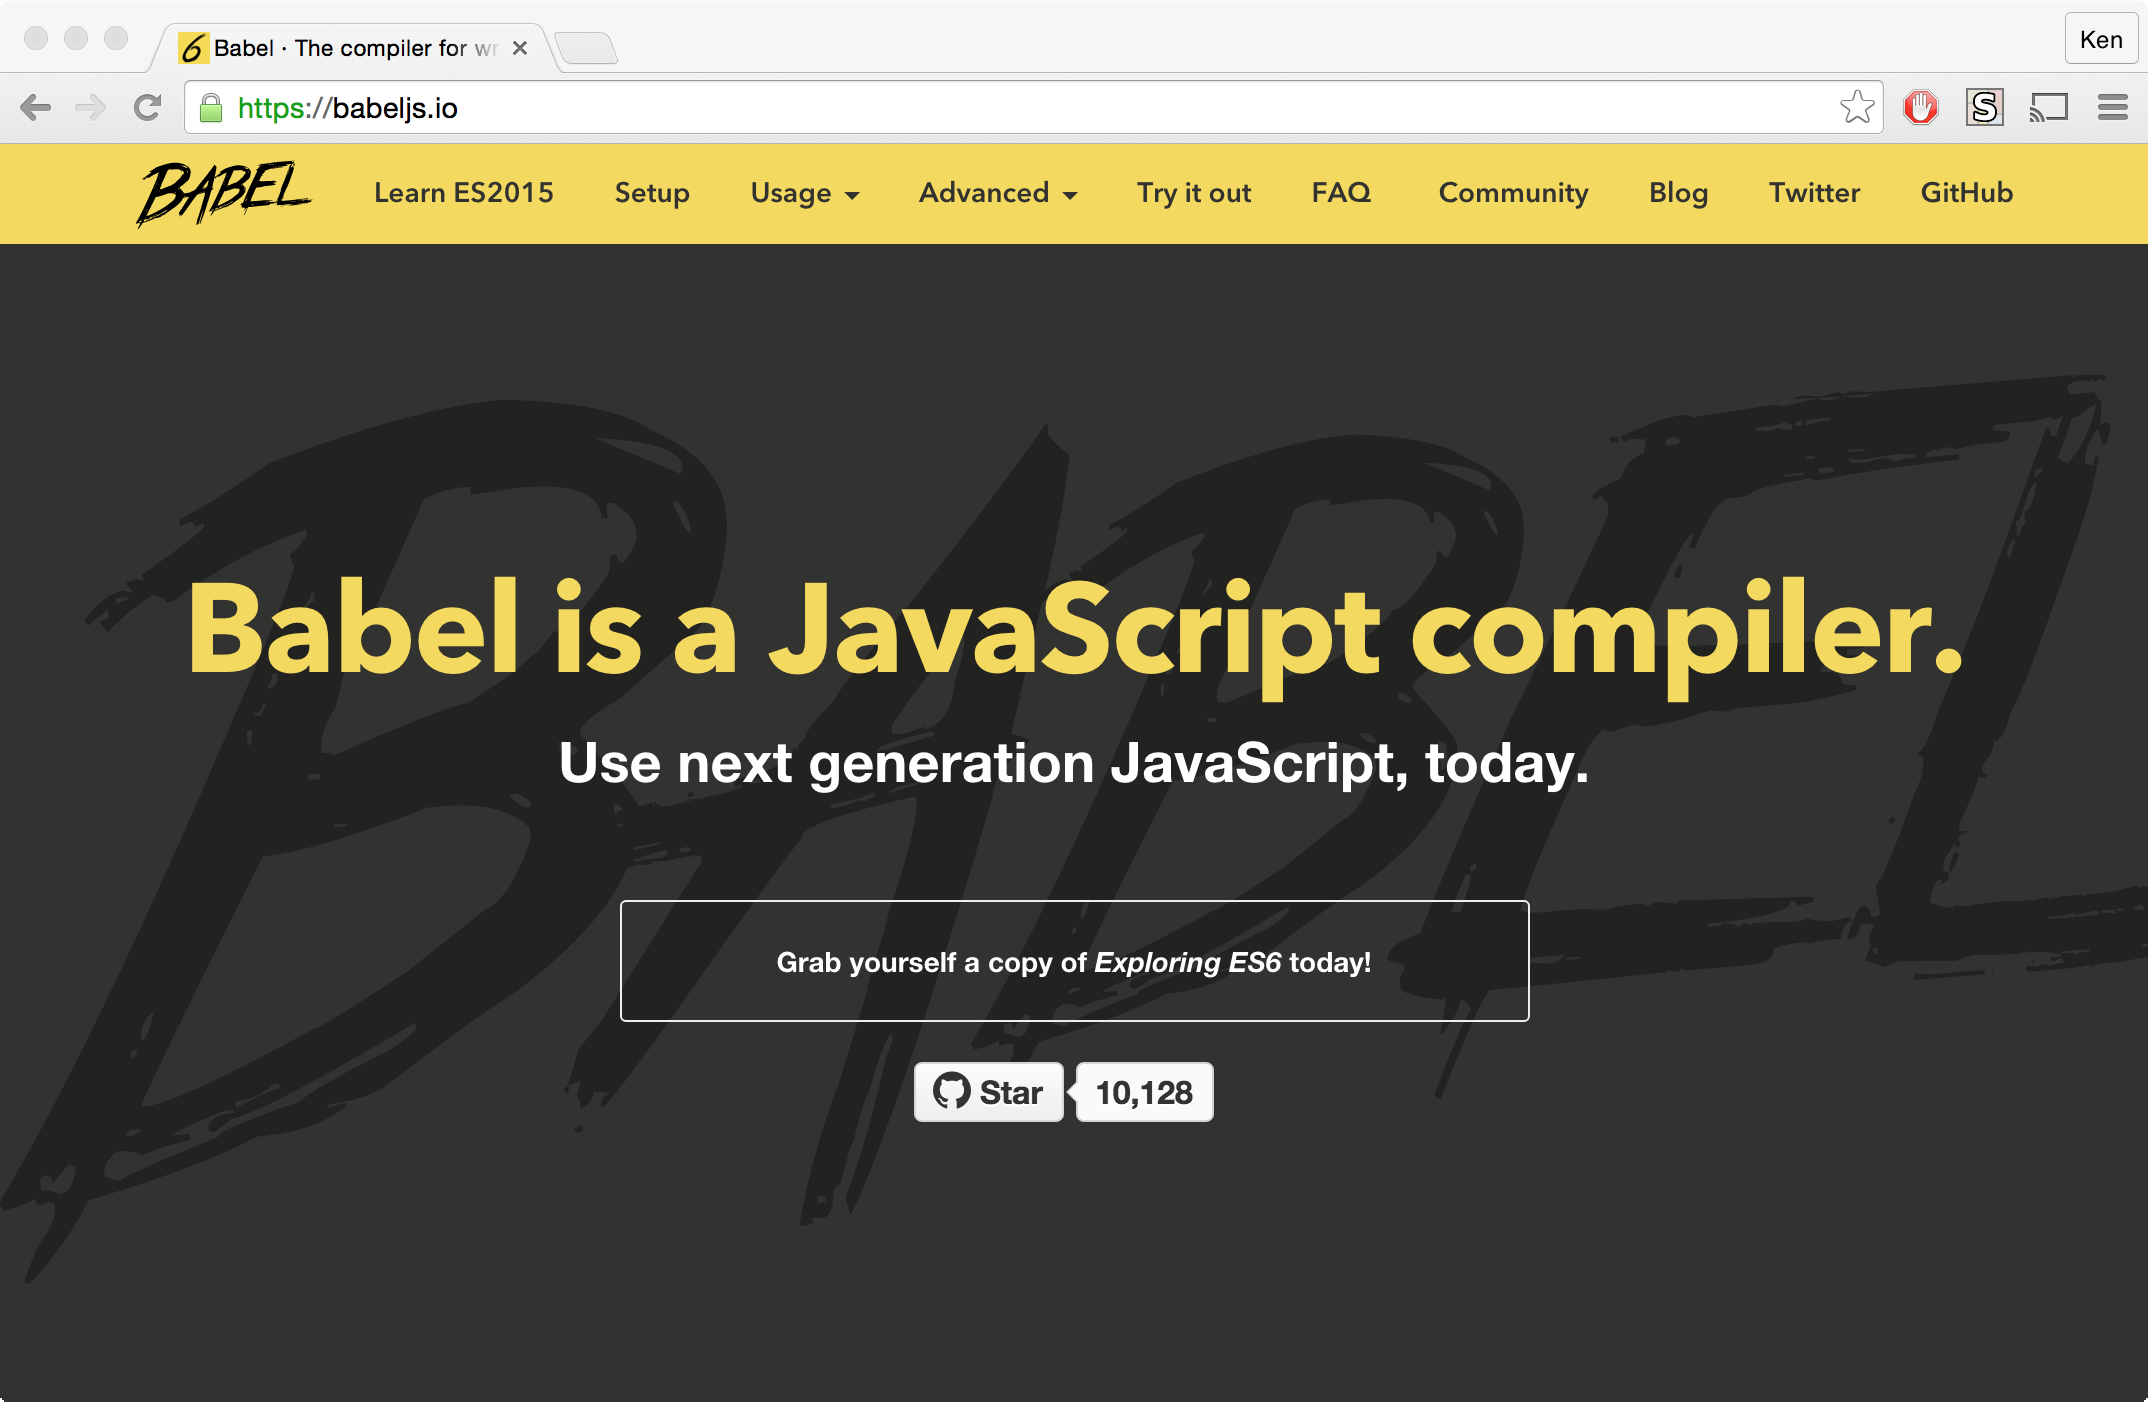 6 Babel · The compiler for wr
Ken
https://babeljs.io
S
BABEL Learn ES2015 Setup Usage Advanced Try it out FAQ Community Blog Twitter GitHub
BABEL
Babel is a JavaScript compiler.
Use next generation JavaScript, today.
Grab yourself a copy of Exploring ES6 today!
Star 10,128